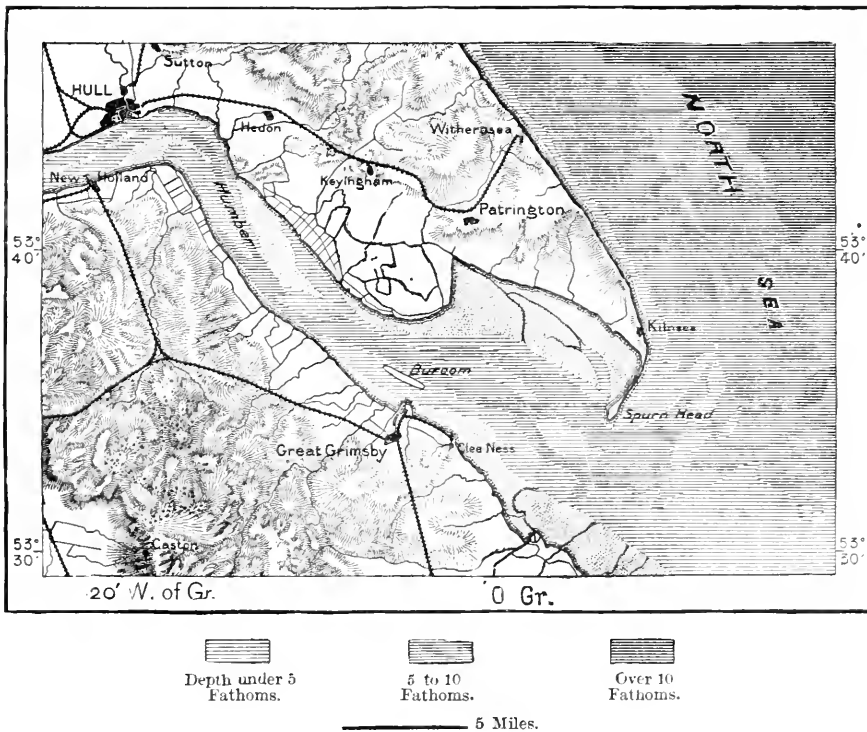 Sutton
HULL
Hedon
Withernsea
New Holland
Keyingham
Humber
Patrington
NORTH
SEA
53°
40'
53°
40'
Kilnsea
Burcom
Spurn Head
Great Grimsby
Clea Ness
Caston
53°
30'
53°
30'
20' W. of Gr.
0 Gr.
Depth under 5
Fathoms.
5 to 10
Fathoms.
Over 10
Fathoms.
5 Miles.